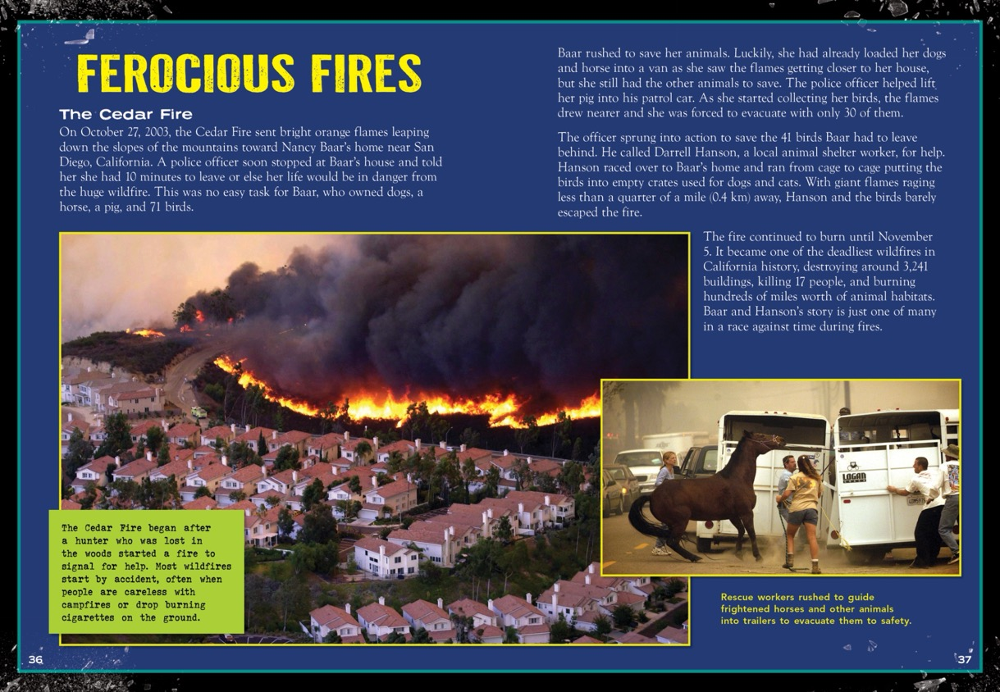 FEROCIOUS FIRES
The Cedar Fire
On October 27, 2003, the Cedar Fire sent bright orange flames leaping
down the slopes of the mountains toward Nancy Baar's home near San
Diego, California. A police officer soon stopped at Baar's house and told
her she had 10 minutes to leave or else her life would be in danger from
the huge wildfire. This was no easy task for Baar, who owned dogs, a
horse, a pig, and 71 birds.
The Cedar Fire began after
a hunter who was lost in
the woods started a fire to
signal for help. Most wildfires
start by accident, often when
people are careless with
campfires or drop burning
cigarettes on the ground.
36
Baar rushed to save her animals. Luckily, she had already loaded her dogs
and horse into a van as she saw the flames getting closer to her house,
but she still had the other animals to save. The police officer helped lift
her pig into his patrol car. As she started collecting her birds, the flames
drew nearer and she was forced to evacuate with only 30 of them.
The officer sprung into action to save the 41 birds Baar had to leave
behind. He called Darrell Hanson, a local animal shelter worker, for help.
Hanson raced over to Baar's home and ran from cage to cage putting the
birds into empty crates used for dogs and cats. With giant flames raging
less than a quarter of a mile (0.4 km) away, Hanson and the birds barely
escaped the fire.
The fire continued to burn until November
5. It became one of the deadliest wildfires in
California history, destroying around 3,241
buildings, killing 17 people, and burning
hundreds of miles worth of animal habitats.
Baar and Hanson's story is just one of many
in a race against time during fires.
LOGAN
Rescue workers rushed to guide
frightened horses and other animals
into trailers to evacuate them to safety.
37